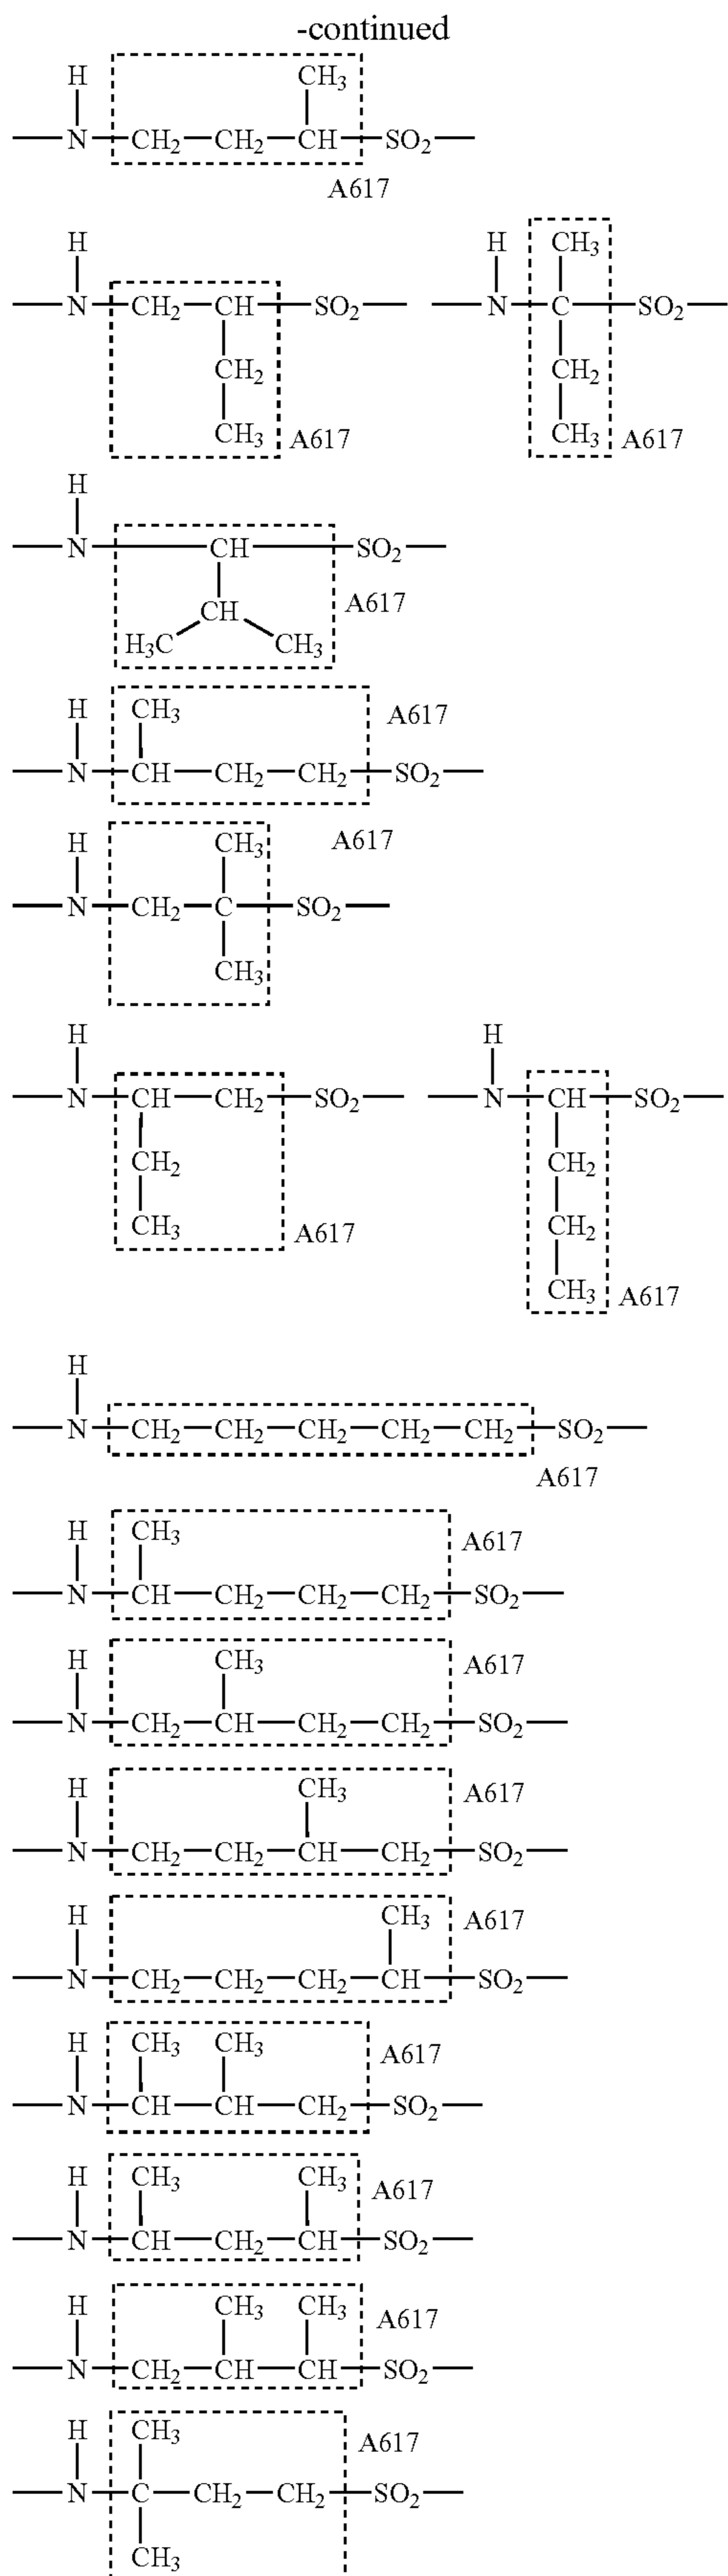 -continued
H CH₃
N CH₂ CH₂ CH SO₂
A617
H H CH₃
N CH₂ CH SO₂ N C SO₂
CH₂ CH₂
CH₃ A617 CH₃ A617
H
N CH SO₂
CH A617
H₃C CH₃
H CH₃ A617
N CH CH₂ CH₂ SO₂
H CH₃ A617
N CH₂ C SO₂
CH₃
H H
N CH CH₂ SO₂ N CH SO₂
CH₂ CH₂
CH₃ A617 CH₂
CH₃ A617
H
N CH₂ CH₂ CH₂ CH₂ CH₂ SO₂
A617
H CH₃ A617
N CH CH₂ CH₂ CH₂ SO₂
H CH₃ A617
N CH₂ CH CH₂ CH₂ SO₂
H CH₃ A617
N CH₂ CH₂ CH CH₂ SO₂
H CH₃ A617
N CH₂ CH₂ CH₂ CH SO₂
H CH₃ CH₃ A617
N CH CH CH₂ SO₂
H CH₃ CH₃ A617
N CH CH₂ CH SO₂
H CH₃ CH₃ A617
N CH₂ CH CH SO₂
H CH₃ A617
N C CH₂ CH₂ SO₂
CH₃